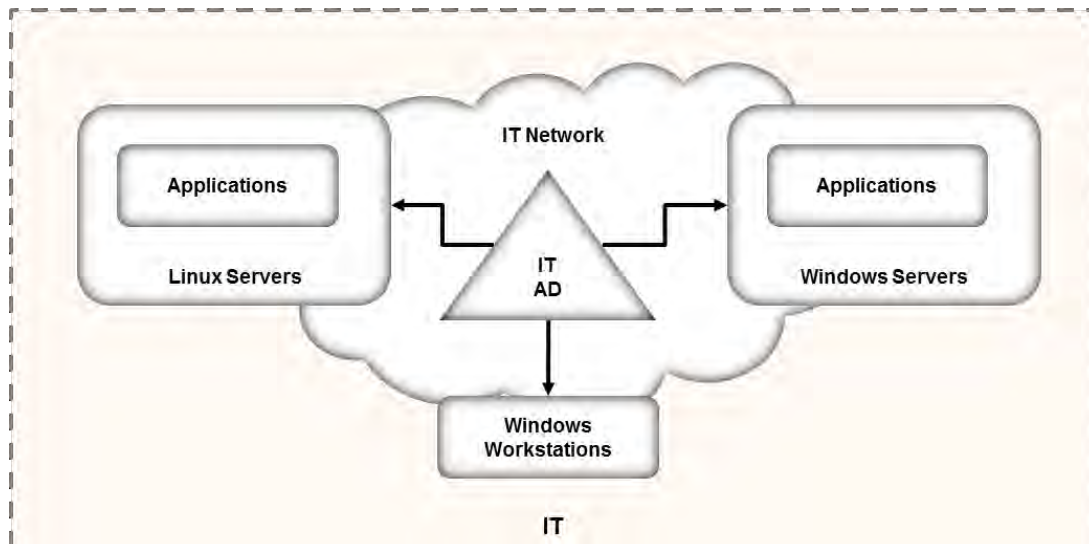 IT Network
Applications
Linux Servers
Applications
Windows Servers
IT
AD
Windows
Workstations
IT